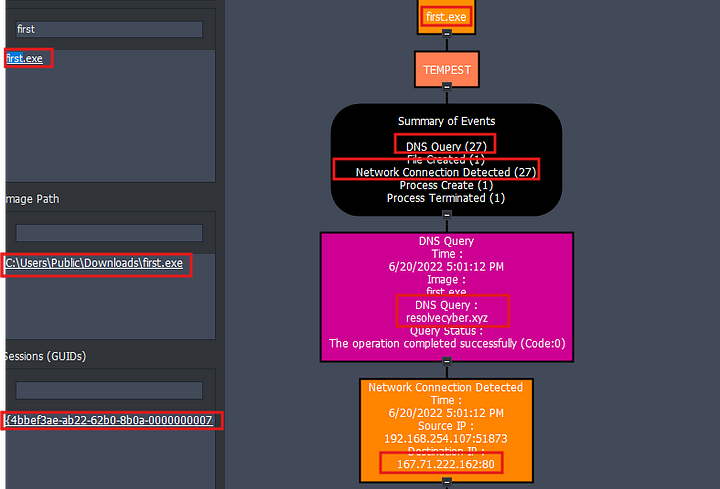 first
first.exe
mage Path
C:\Users\Public\Downloads\first.exe
Sessions (GUIDs)
{4bbef3ae-ab22-62b0-8b0a-0000000007
first.exe
TEMPEST
Summary of Events
DNS Query (27)
File Created (1)
Network Connection Detected (27)
Process Create (1)
Process Terminated (1)
DNS Query
Time :
6/20/2022 5:01:12 PM
Image :
first.exe
DNS Query :
resolvecyber.xyz
Query Status :
The operation completed successfully (Code:0)
Network Connection Detected
Time :
6/20/2022 5:01:12 PM
Source IP :
192.168.254.107:51873
Destination IP :
167.71.222.162:80